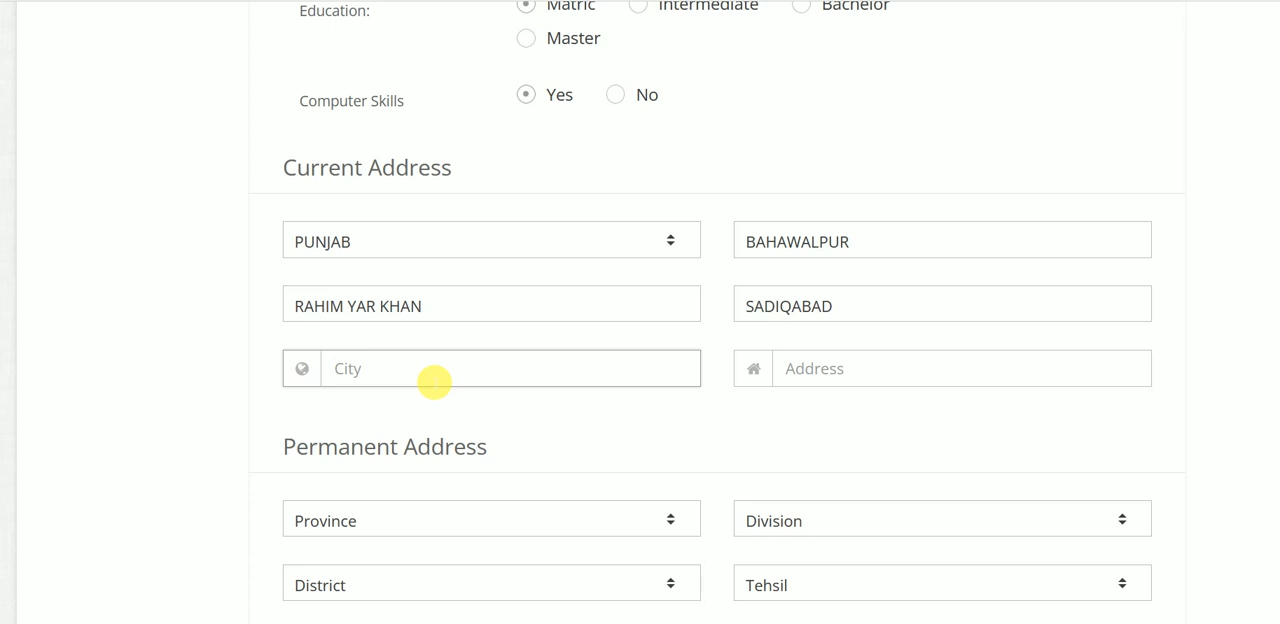 Education: Matric Intermediate Bachelor
Master
Computer Skills Yes No
Current Address
PUNJAB BAHAWALPUR
RAHIM YAR KHAN SADIQABAD
City Address
Permanent Address
Province Division
District Tehsil